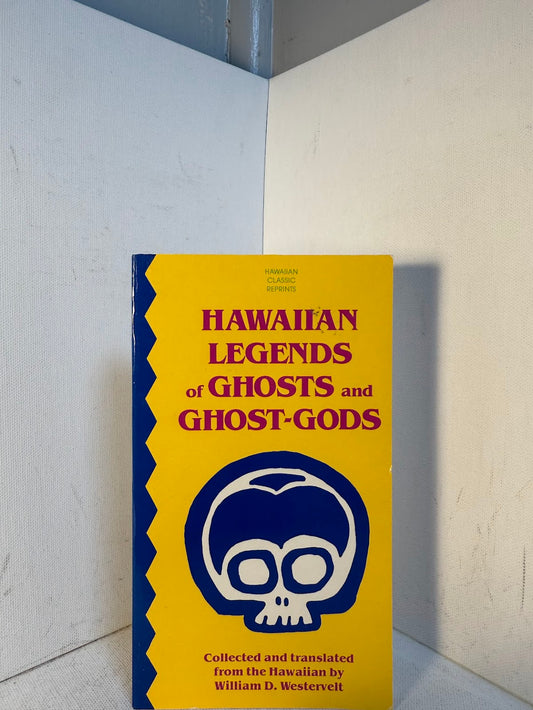 HAWAIIAN
CLASSIC
REPRINTS
HAWAIIAN
LEGENDS
of GHOSTS and
GHOST-GODS
Collected and translated
from the Hawaiian by
William D. Westervelt